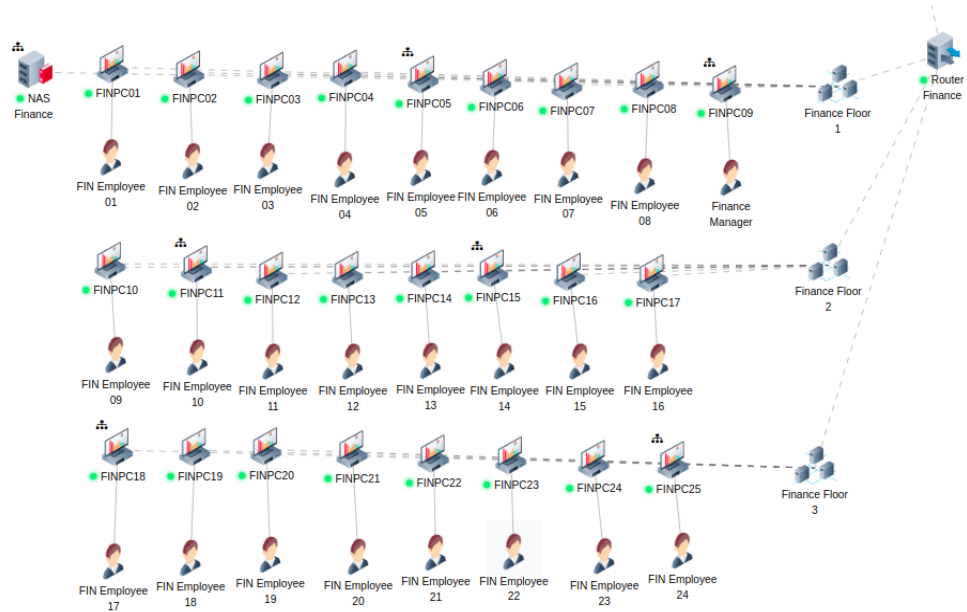 NAS
Finance
FINPC01
FINPC02
FINPC03
FINPC04
FINPC05
FINPC06
FINPC07
FINPC08
FINPC09
Finance Floor
1
Router
Finance
FIN Employee
01
FIN Employee
02
FIN Employee
03
FIN Employee
04
FIN Employee
05
FIN Employee
06
FIN Employee
07
FIN Employee
08
Finance
Manager
FINPC10
FINPC11
FINPC12
FINPC13
FINPC14
FINPC15
FINPC16
FINPC17
Finance Floor
2
FIN Employee
09
FIN Employee
10
FIN Employee
11
FIN Employee
12
FIN Employee
13
FIN Employee
14
FIN Employee
15
FIN Employee
16
FINPC18
FINPC19
FINPC20
FINPC21
FINPC22
FINPC23
FINPC24
FINPC25
Finance Floor
3
FIN Employee
17
FIN Employee
18
FIN Employee
19
FIN Employee
20
FIN Employee
21
FIN Employee
22
FIN Employee
23
FIN Employee
24